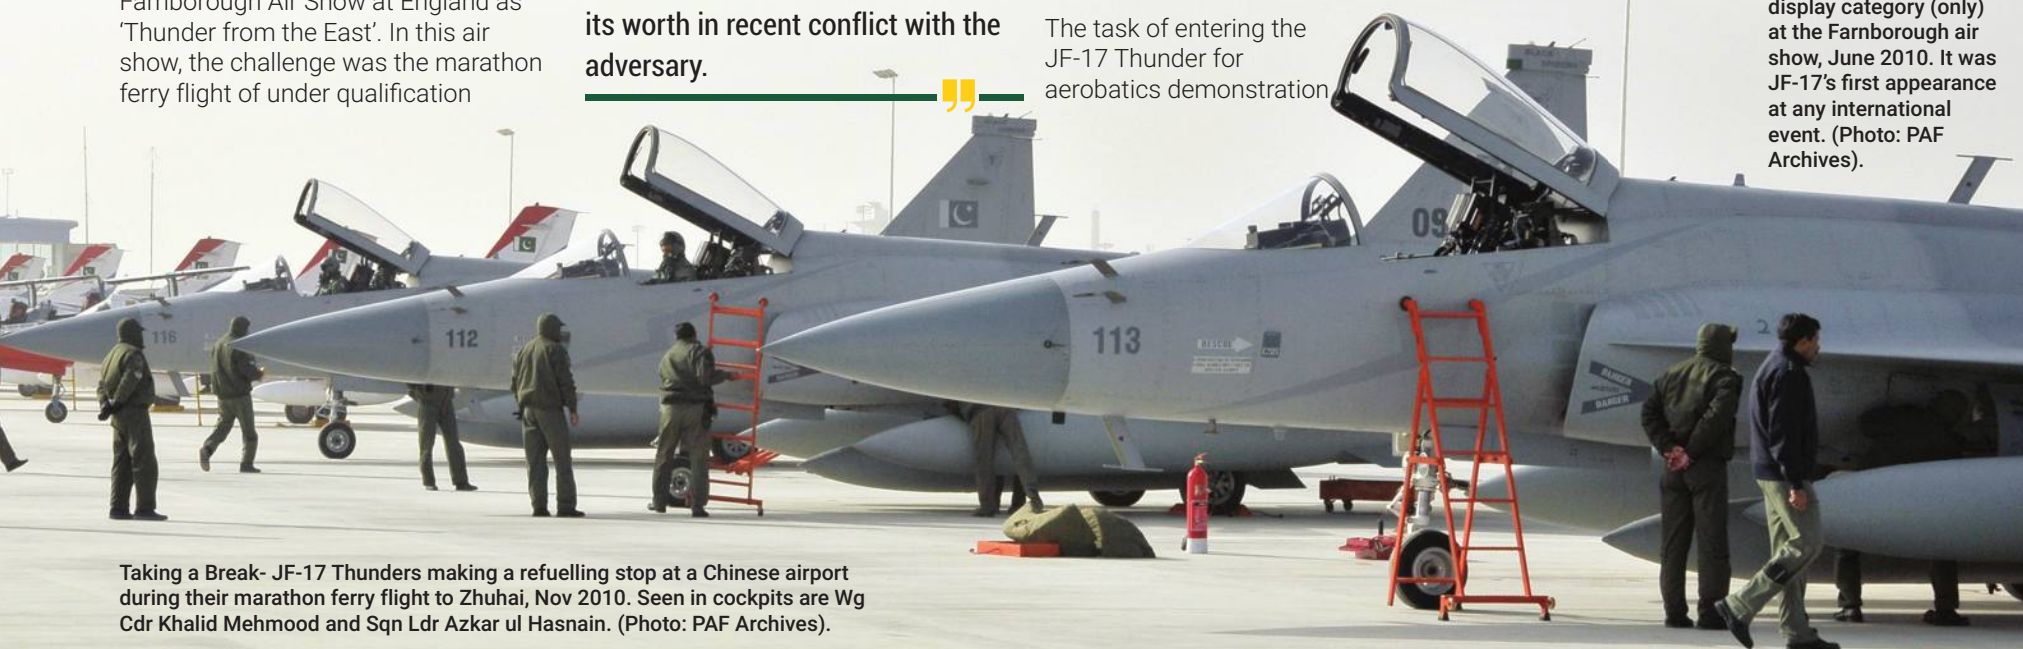 Farnborough Air Show at England as
‘Thunder from the East’. In this air
show, the challenge was the marathon
ferry flight of under qualification
its worth in recent conflict with the
adversary.
The task of entering the
JF-17 Thunder for
aerobatics demonstration
display category (only)
at the Farnborough air
show, June 2010. It was
JF-17’s first appearance
at any international
event. (Photo: PAF
Archives).
09
116
112
113
RESCUE
2
DANGER
DANGER
Taking a Break- JF-17 Thunders making a refuelling stop at a Chinese airport
during their marathon ferry flight to Zhuhai, Nov 2010. Seen in cockpits are Wg
Cdr Khalid Mehmood and Sqn Ldr Azkar ul Hasnain. (Photo: PAF Archives).